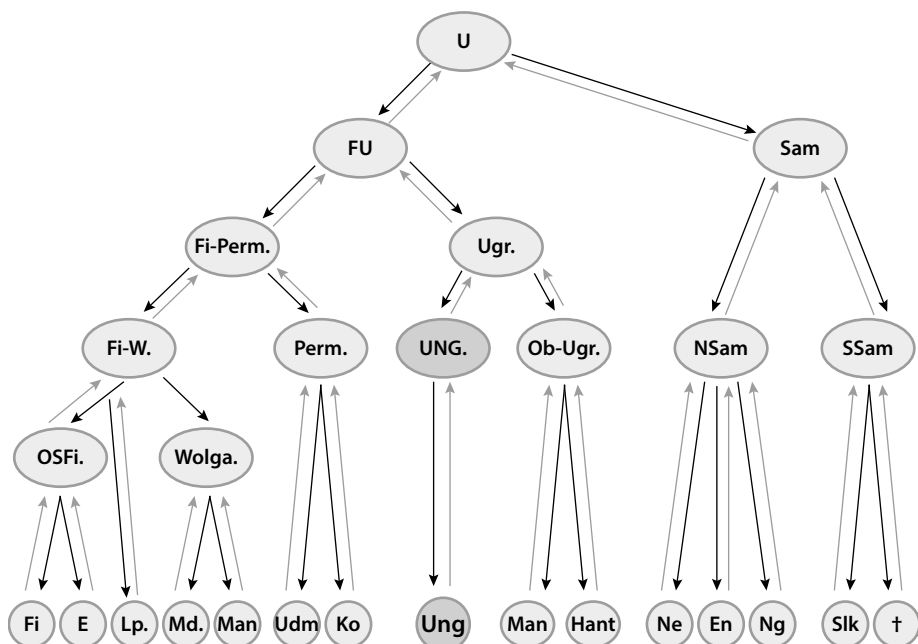 U
FU
Sam
Fi-Perm.
Ugr.
Fi-W.
Perm.
UNG.
Ob-Ugr.
NSam
SSam
OSFi.
Wolga.
Fi
E
Lp.
Md.
Man
Udm
Ko
Ung
Man
Hant
Ne
En
Ng
Slk
†